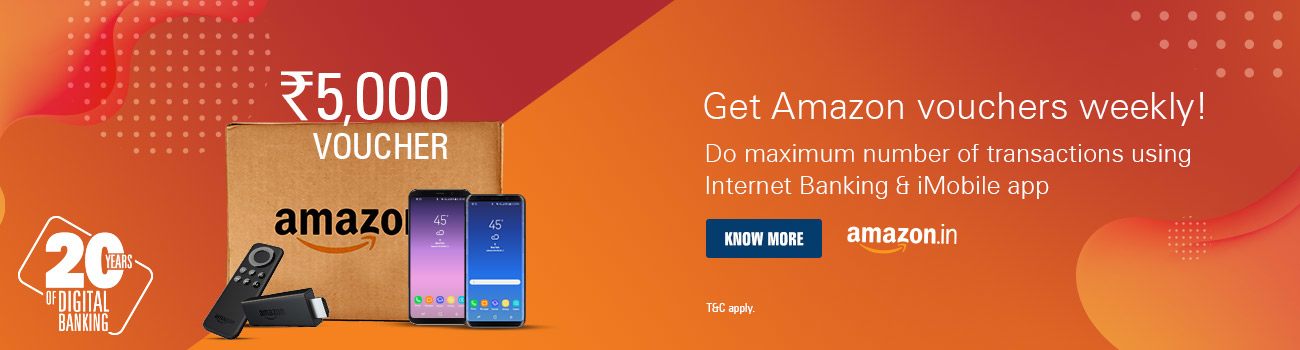 ₹5,000
VOUCHER
amazo
45°
45°
amazon
20
YEARS
OF DIGITAL
BANKING
Get Amazon vouchers weekly!
Do maximum number of transactions using
Internet Banking & iMobile app
KNOW MORE
amazon.in
T&C apply.